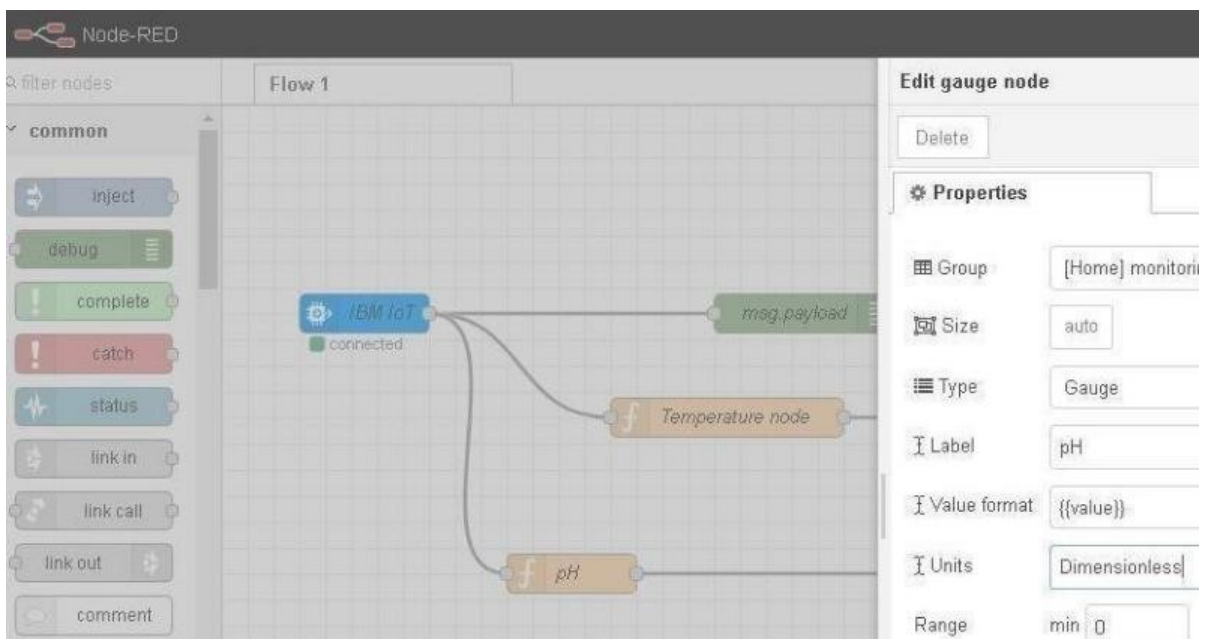 Node-RED
filter nodes
Flow 1
common
inject
debug
complete
catch
status
link in
link call
link out
comment
IBM IoT
connected
msg.payload
Temperature node
pH
Edit gauge node
Delete
Properties
Group
[Home] monitorin
Size
auto
Type
Gauge
Label
pH
Value format
{{value}}
Units
Dimensionless
Range
min 0